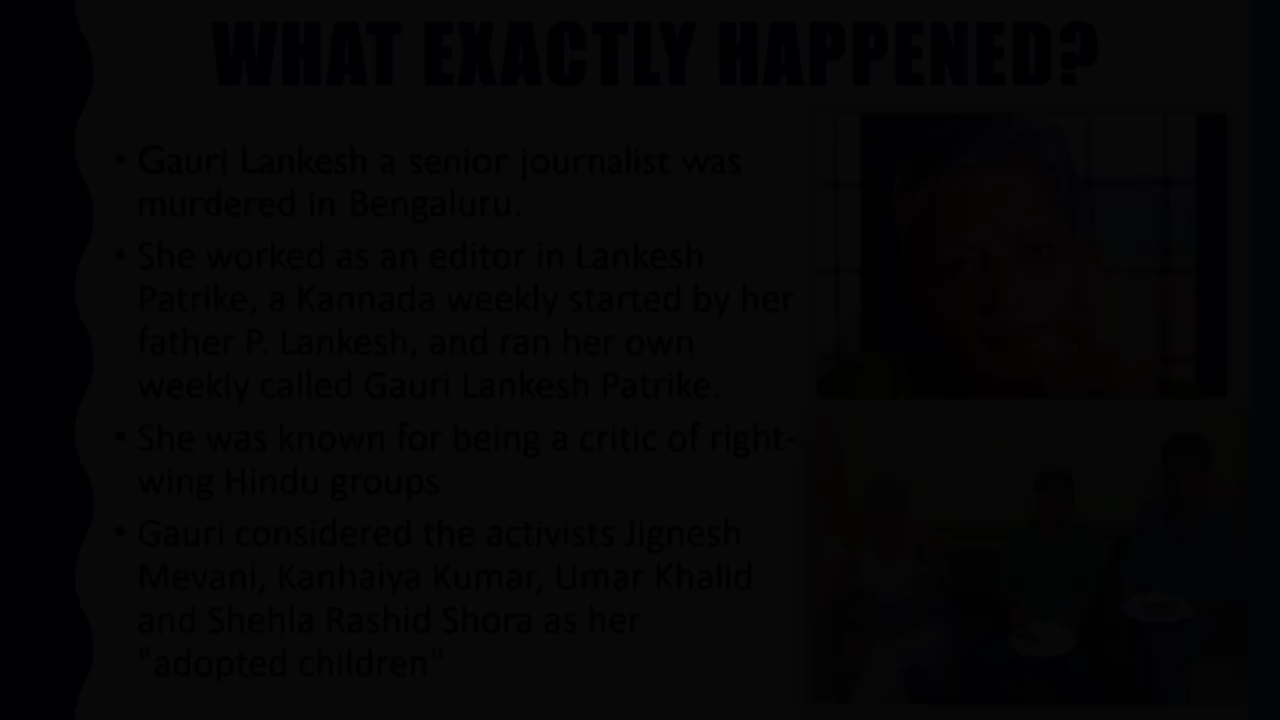 WHAT EXACTLY HAPPENED?
• Gauri Lankesh a senior journalist was
murdered in Bengaluru.
• She worked as an editor in Lankesh
Patrike, a Kannada weekly started by her
father P. Lankesh, and ran her own
weekly called Gauri Lankesh Patrike.
• She was known for being a critic of right-
wing Hindu groups
• Gauri considered the activists Jignesh
Mevani, Kanhaiya Kumar, Umar Khalid
and Shehla Rashid Shora as her
"adopted children"